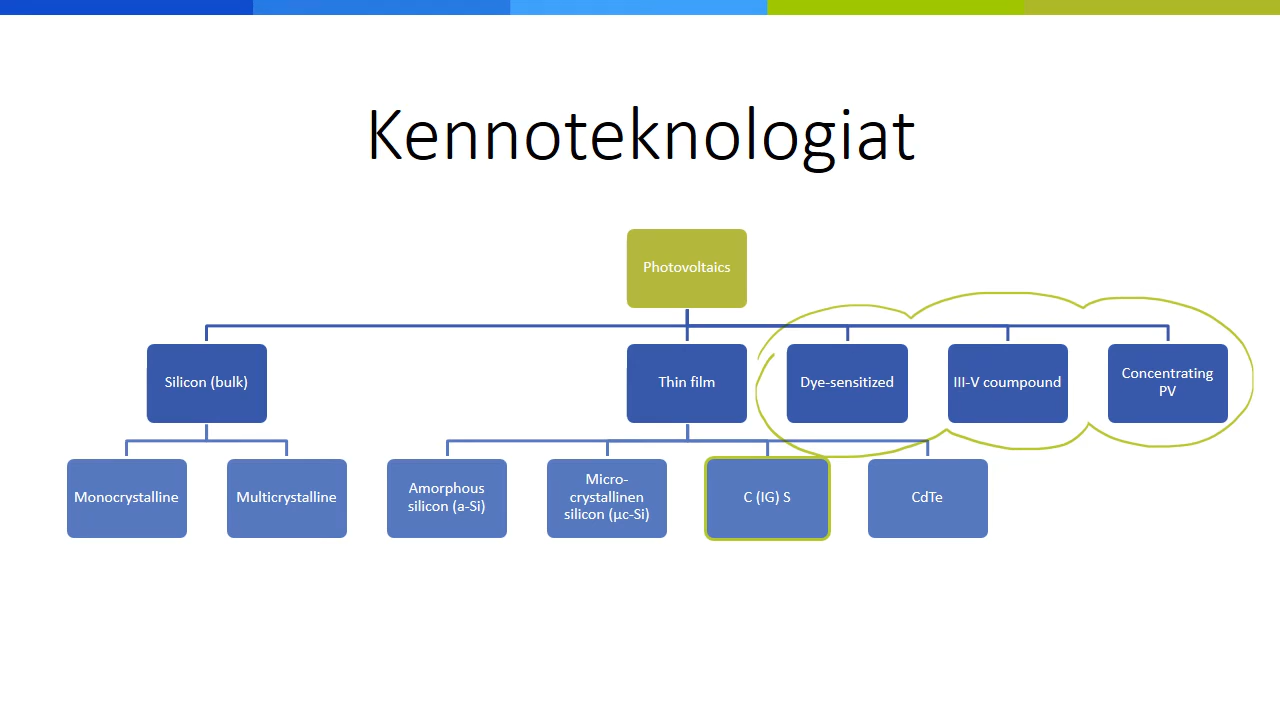 Kennoteknologiat
Photovoltaics
Silicon (bulk)
Thin film
Dye-sensitized
III-V coumpound
Concentrating
PV
Monocrystalline
Multicrystalline
Amorphous
silicon (a-Si)
Micro-
crystallinen
silicon (μc-Si)
C (IG) S
CdTe